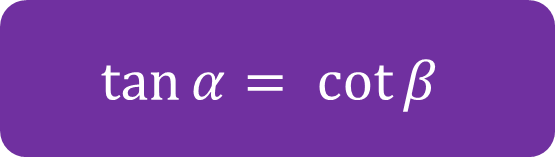 tan α = cot β